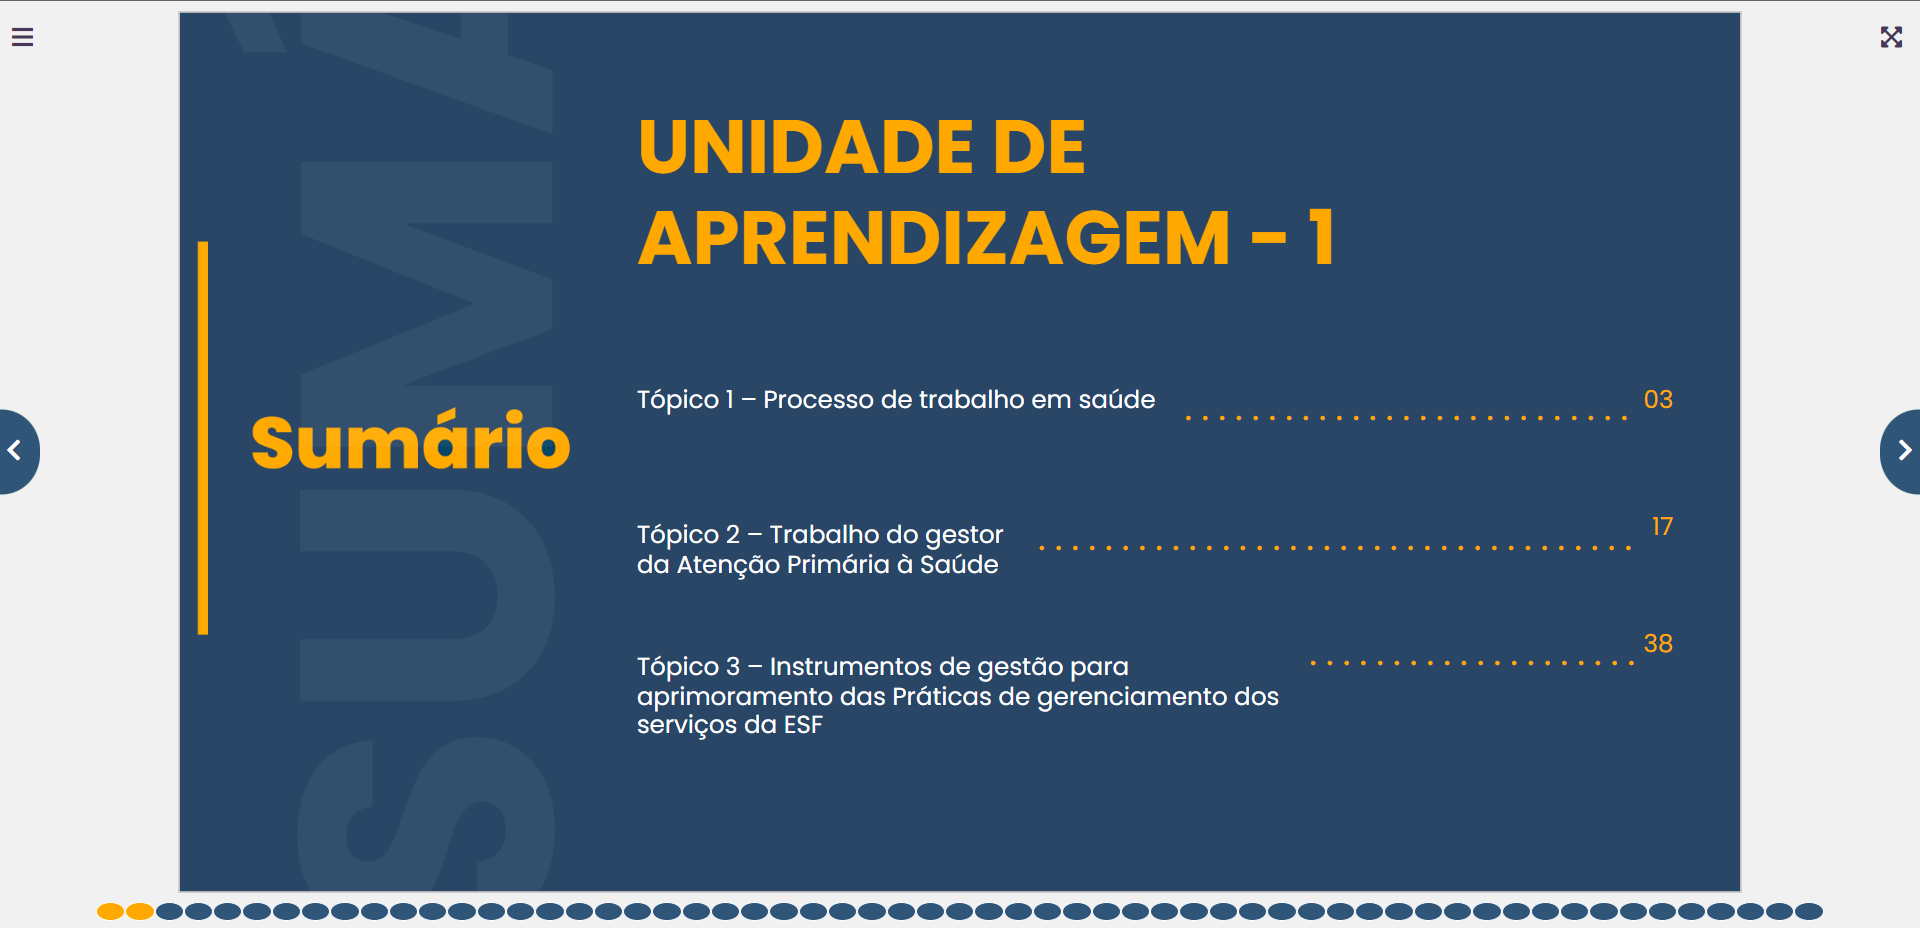 SUMÁ
Sumário
UNIDADE DE
APRENDIZAGEM – 1
Tópico 1 – Processo de trabalho em saúde 03
Tópico 2 – Trabalho do gestor 17
da Atenção Primária à Saúde
Tópico 3 – Instrumentos de gestão para 38
aprimoramento das Práticas de gerenciamento dos
serviços da ESF